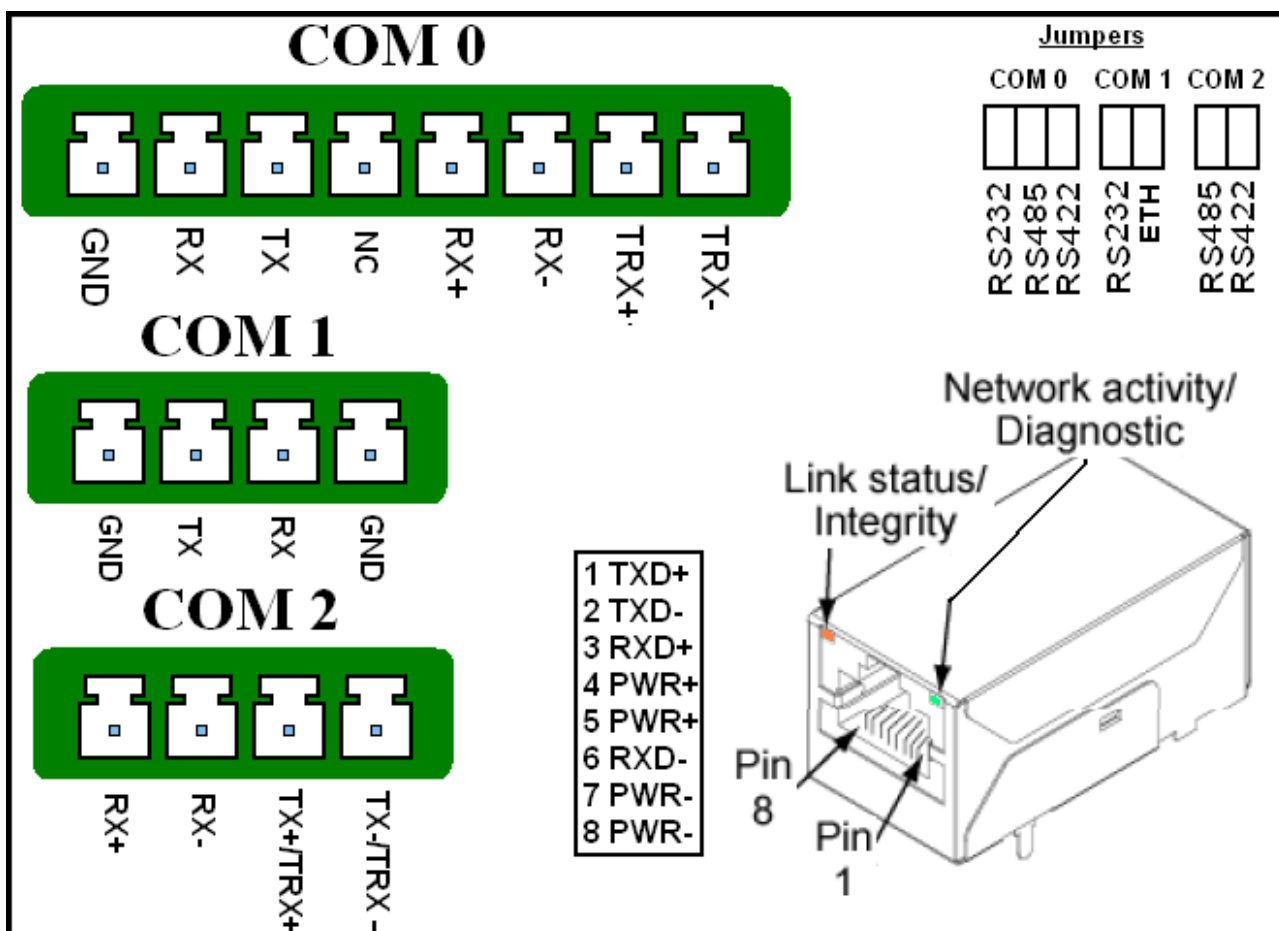 COM 0
GND
RX
TX
NC
RX+
RX-
TRX+
TRX-
Jumpers
COM 0 COM 1 COM 2
RS232
RS485
RS422
RS232
ETH
RS485
RS422
COM 1
GND
TX
RX
GND
COM 2
RX+
RX-
TX+/TRX+
TX-/TRX -
1 TXD+
2 TXD-
3 RXD+
4 PWR+
5 PWR+
6 RXD-
7 PWR-
8 PWR-
Network activity/
Diagnostic
Link status/
Integrity
Pin
8
Pin
1